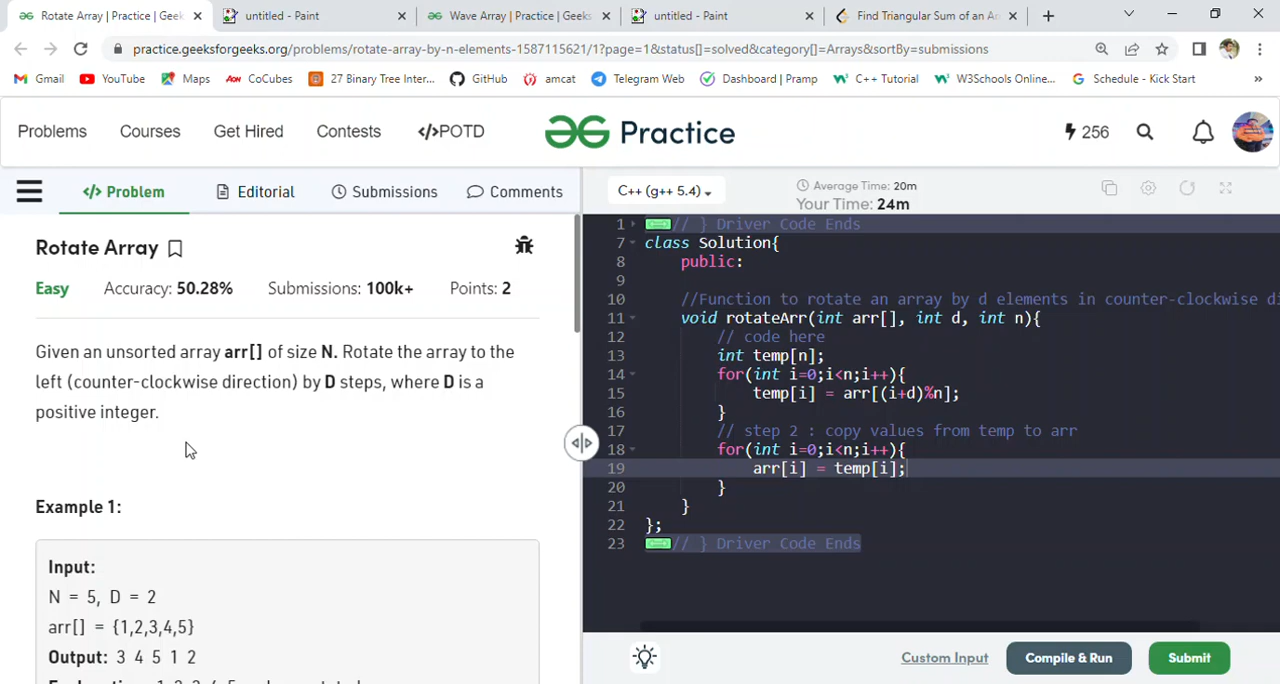 Rotate Array | Practice | Geek
untitled - Paint
Wave Array | Practice | Geeks
untitled - Paint
Find Triangular Sum of an Ar
practice.geeksforgeeks.org/problems/rotate-array-by-n-elements-1587115621/1?page=1&status[]=solved&category[]=Arrays&sortBy=submissions
Gmail
YouTube
Maps
CoCubes
27 Binary Tree Inter...
GitHub
amcat
Telegram Web
Dashboard | Pramp
C++ Tutorial
W3Schools Online...
Schedule - Kick Start
»
Problems
Courses
Get Hired
Contests
</>POTD
Practice
256
</> Problem
Editorial
Submissions
Comments
C++ (g++ 5.4)
Average Time: 20m
Your Time: 24m
Rotate Array
Easy Accuracy: 50.28% Submissions: 100k+ Points: 2
Given an unsorted array arr[] of size N. Rotate the array to the
left (counter-clockwise direction) by D steps, where D is a
positive integer.
Example 1:
Input:
N = 5, D = 2
arr[] = {1,2,3,4,5}
Output: 3 4 5 1 2
1 // } Driver Code Ends
7 class Solution{
8 public:
9
10 //Function to rotate an array by d elements in counter-clockwise di
11 void rotateArr(int arr[], int d, int n){
12 // code here
13 int temp[n];
14 for(int i=0;i<n;i++){
15 temp[i] = arr[(i+d)%n];
16 }
17 // step 2 : copy values from temp to arr
18 for(int i=0;i<n;i++){
19 arr[i] = temp[i];
20 }
21 }
22 };
23 // } Driver Code Ends
Custom Input
Compile & Run
Submit